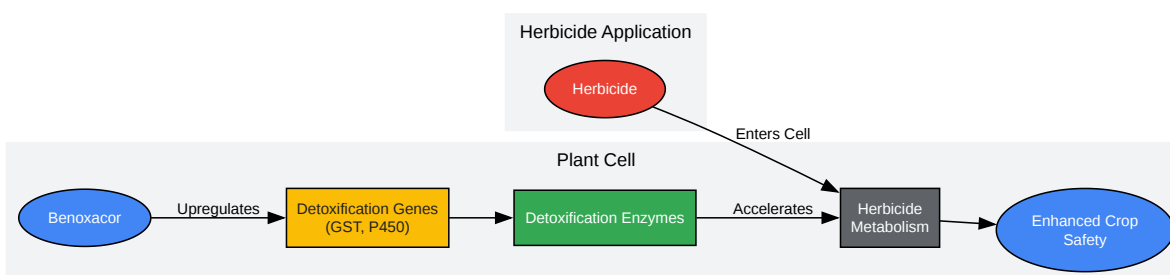 Herbicide Application
Herbicide
Enters Cell
Plant Cell
Benoxacor
Upregulates
Detoxification Genes
(GST, P450)
Detoxification Enzymes
Accelerates
Herbicide
Metabolism
Enhanced Crop
Safety